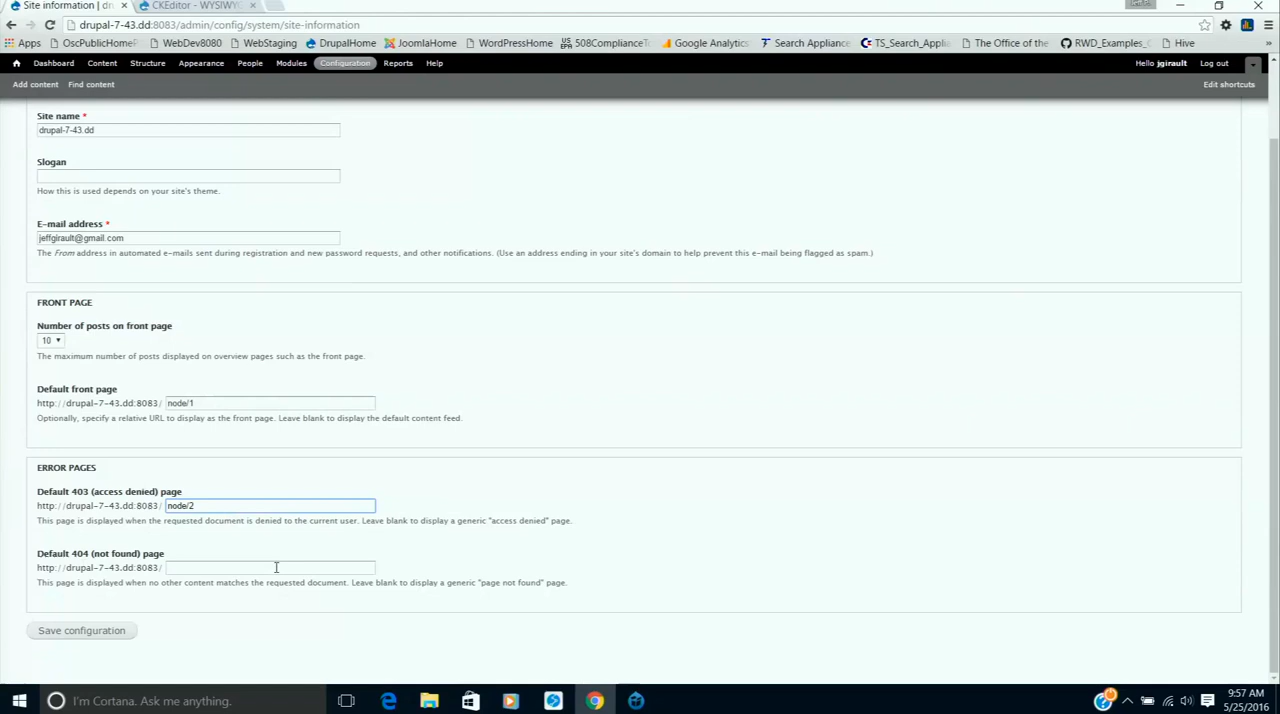 Site information | dru
CKEditor - WYSIWYG
drupal-7-43.dd:8083/admin/config/system/site-information
Apps OscPublicHomeP WebDev8080 WebStaging DrupalHome JoomlaHome WordPressHome 508ComplianceTo Google Analytics Search Appliance TS_Search_Applia The Office of the RWD_Examples_G Hive »
Dashboard Content Structure Appearance People Modules Configuration Reports Help Hello jgirault Log out
Add content Find content Edit shortcuts
Site name *
drupal-7-43.dd
Slogan
How this is used depends on your site's theme.
E-mail address *
jeffgirault@gmail.com
The From address in automated e-mails sent during registration and new password requests, and other notifications. (Use an address ending in your site's domain to help prevent this e-mail being flagged as spam.)
FRONT PAGE
Number of posts on front page
10
The maximum number of posts displayed on overview pages such as the front page.
Default front page
http://drupal-7-43.dd:8083/ node/1
Optionally, specify a relative URL to display as the front page. Leave blank to display the default content feed.
ERROR PAGES
Default 403 (access denied) page
http://drupal-7-43.dd:8083/ node/2
This page is displayed when the requested document is denied to the current user. Leave blank to display a generic "access denied" page.
Default 404 (not found) page
http://drupal-7-43.dd:8083/
This page is displayed when no other content matches the requested document. Leave blank to display a generic "page not found" page.
Save configuration
I'm Cortana. Ask me anything.
9:57 AM
5/25/2016